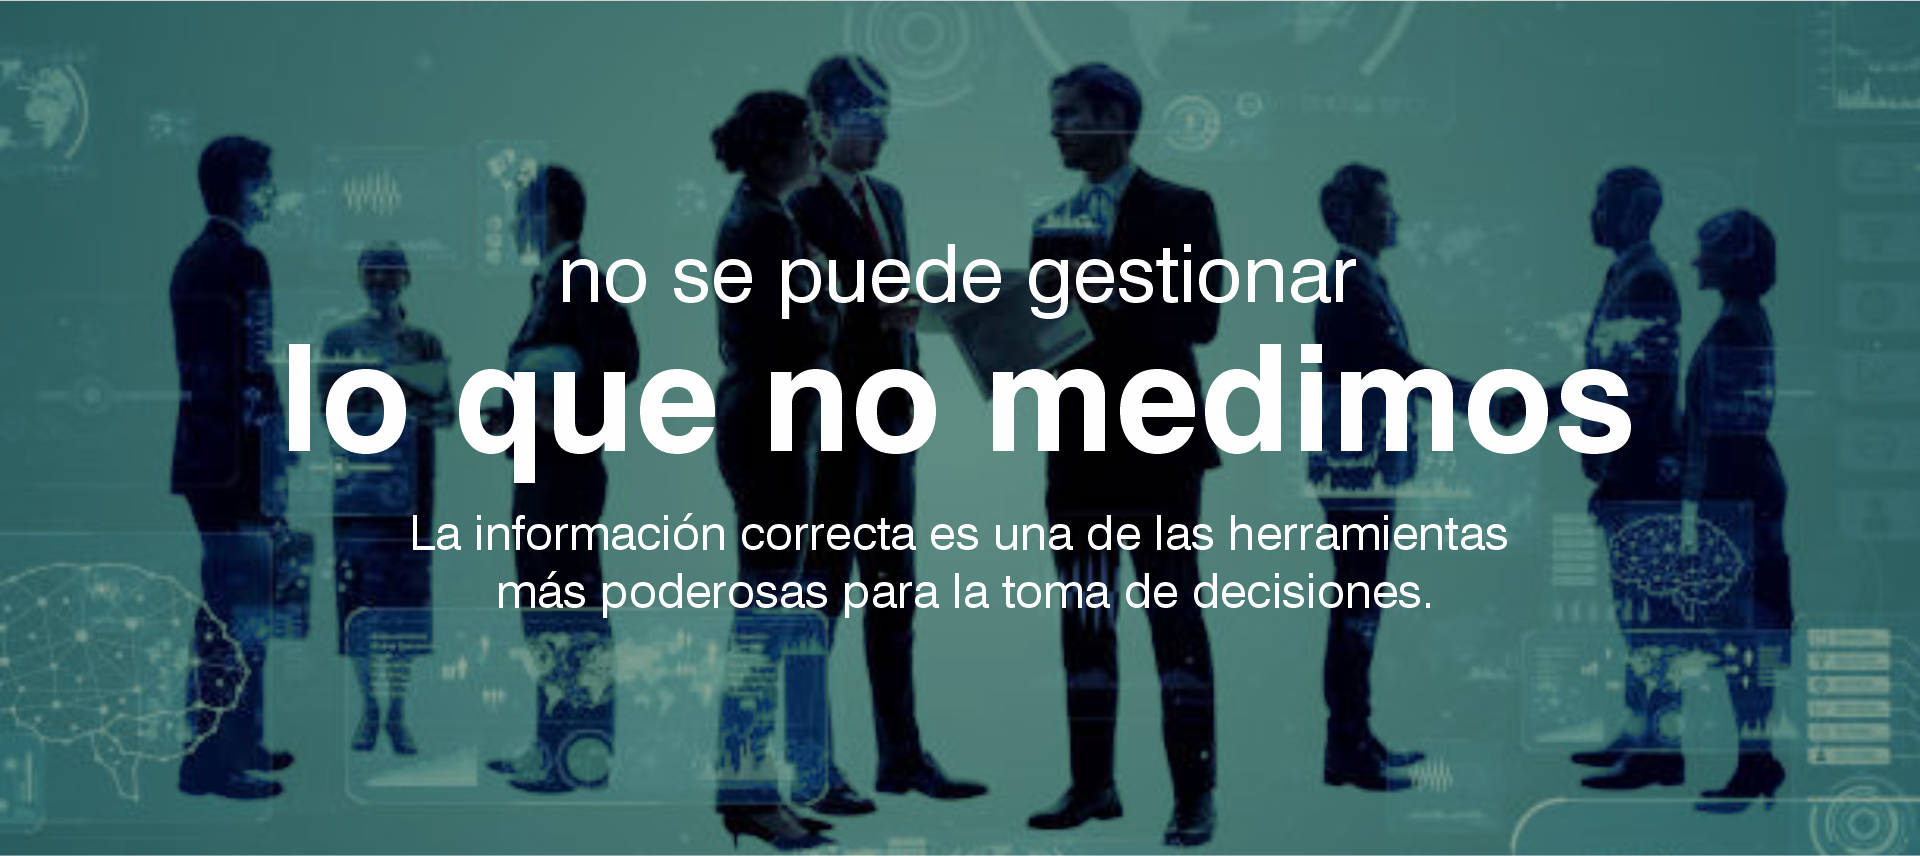 no se puede gestionar
lo que no medimos
La información correcta es una de las herramientas
más poderosas para la toma de decisiones.